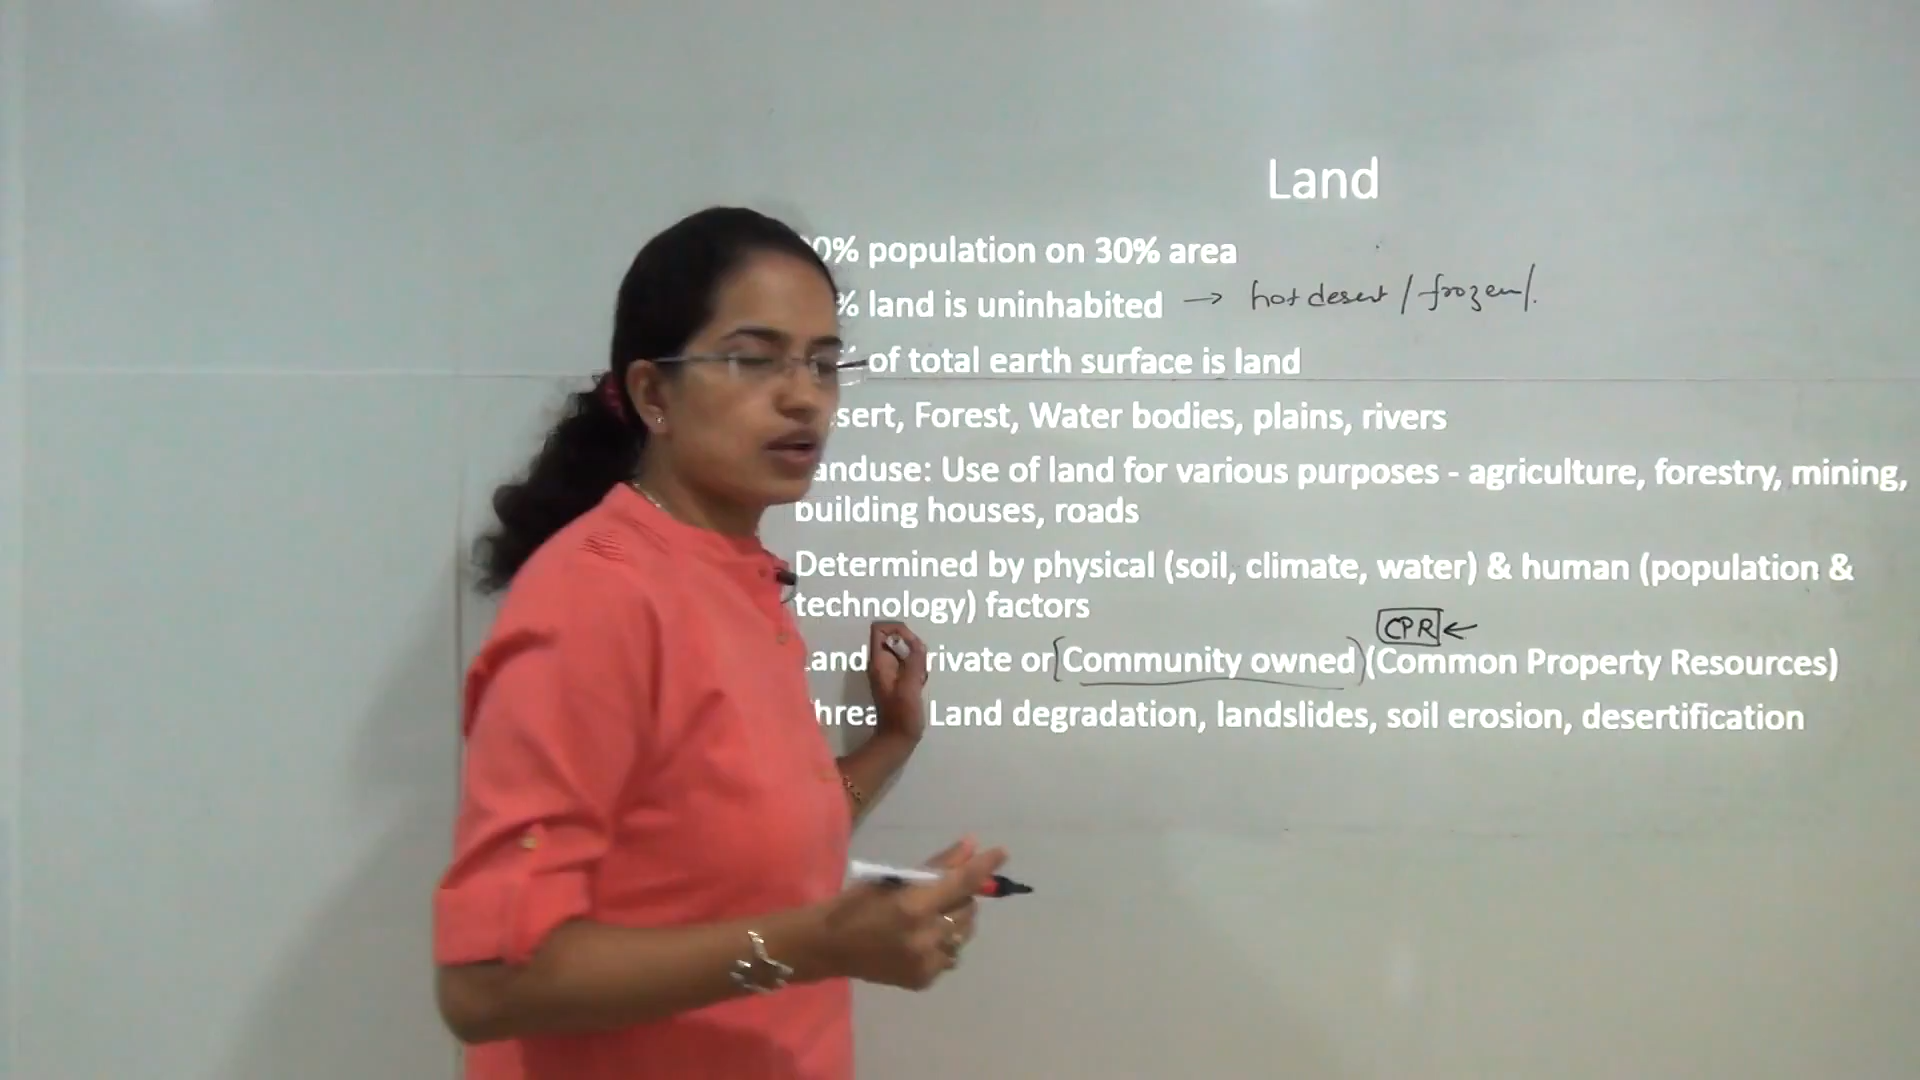 Land
0% population on 30% area
% land is uninhabited → hot desert / frozen/.
of total earth surface is land
sert, Forest, Water bodies, plains, rivers
anduse: Use of land for various purposes - agriculture, forestry, mining,
building houses, roads
Determined by physical (soil, climate, water) & human (population &
technology) factors
CPR ←
Land rivate or (Community owned) (Common Property Resources)
hrea Land degradation, landslides, soil erosion, desertification